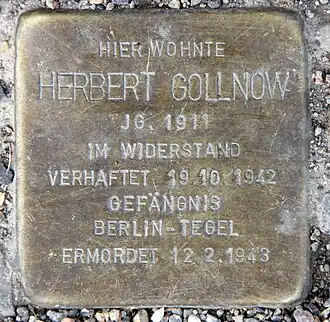 HIER WOHNTE
HERBERT GOLLNOW
JG. 1911
IM WIDERSTAND
VERHAFTET 19.10.1942
GEFÄNGNIS
BERLIN-TEGEL
ERMORDET 12.2.1943